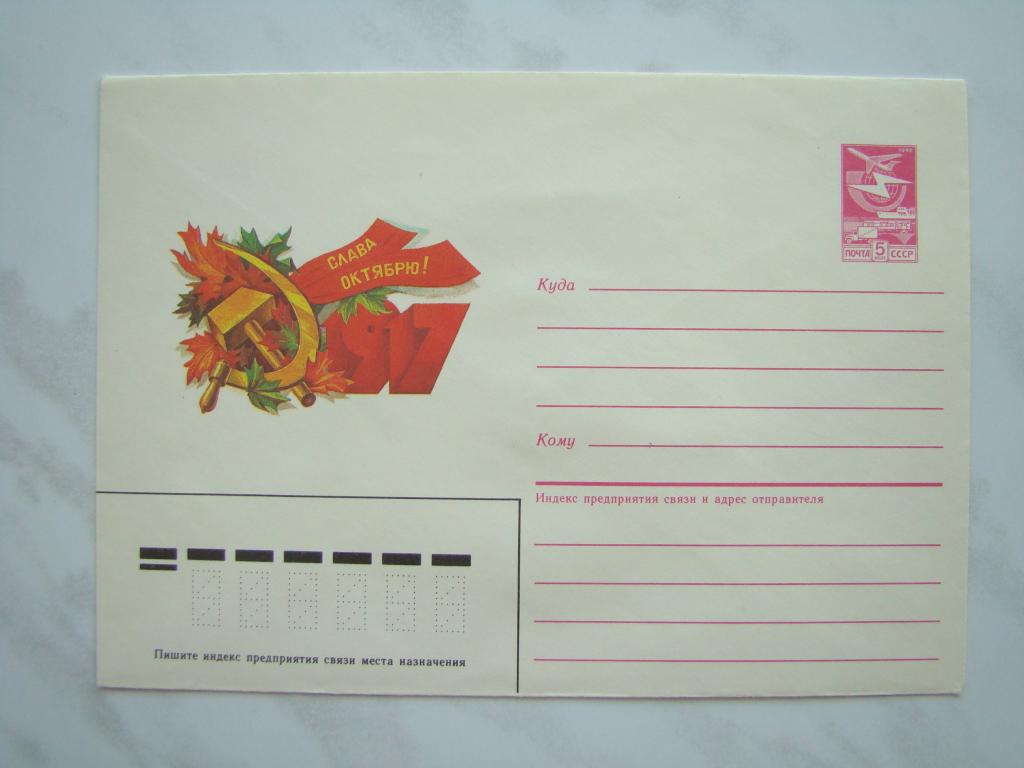 СЛАВА
ОКТЯБРЮ!
1917
ПОЧТА 5 СССР
Куда
Кому
Индекс предприятия связи и адрес отправителя
Пишите индекс предприятия связи места назначения